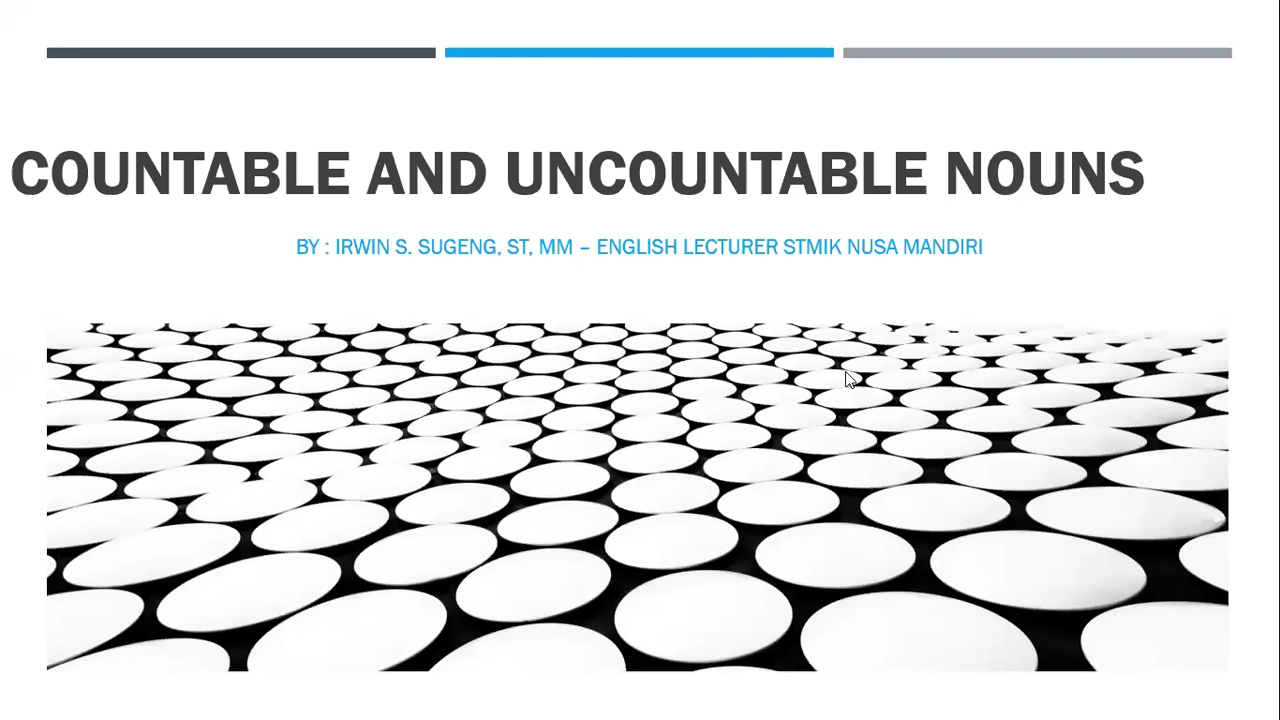 COUNTABLE AND UNCOUNTABLE NOUNS
BY : IRWIN S. SUGENG, ST, MM – ENGLISH LECTURER STMIK NUSA MANDIRI